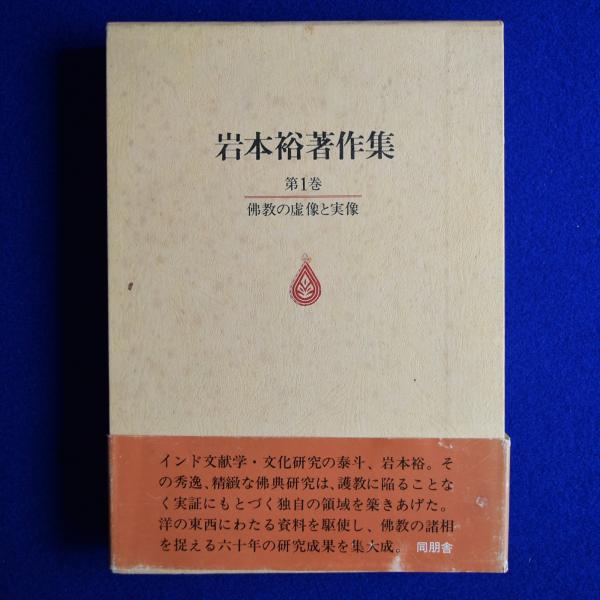 岩本裕著作集
第1巻
佛教の虚像と実像
インド文献学・文化研究の泰斗、岩本裕。そ
の秀逸、精緻な佛典研究は、護教に陥ることな
く実証にもとづく独自の領域を築きあげた。
洋の東西にわたる資料を駆使し、佛教の諸相
を捉える六十年の研究成果を集大成。 同朋舎